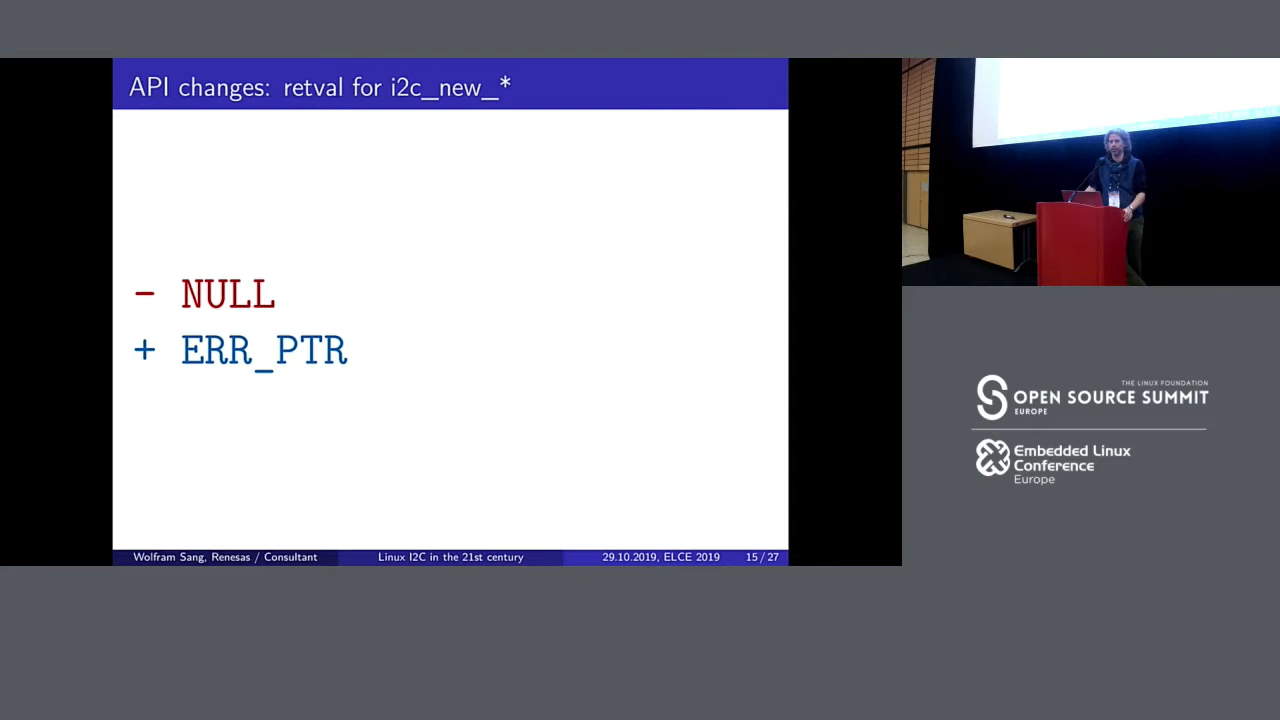 API changes: retval for i2c_new_*
- NULL
+ ERR_PTR
Wolfram Sang, Renesas / Consultant
Linux I2C in the 21st century
29.10.2019, ELCE 2019
15 / 27
THE LINUX FOUNDATION
OPEN SOURCE SUMMIT
EUROPE
Embedded Linux
Conference
Europe